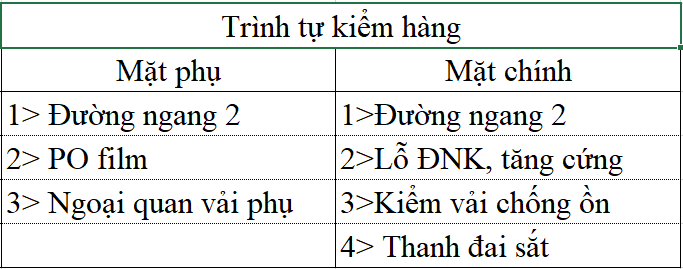 Trình tự kiểm hàng
Mặt phụ Mặt chính
1> Đường ngang 2 1>Đường ngang 2
2> PO film 2>Lỗ ĐNK, tăng cứng
3> Ngoại quan vải phụ 3>Kiểm vải chống ồn
4> Thanh đai sắt